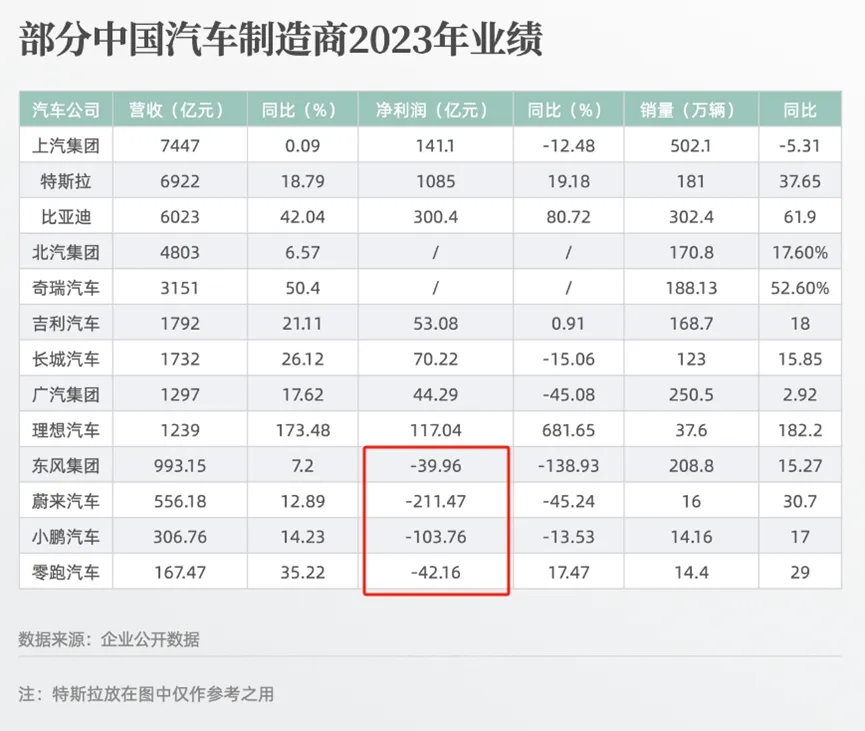 部分中国汽车制造商2023年业绩
汽车公司 营收（亿元） 同比（%） 净利润（亿元） 同比（%） 销量（万辆） 同比
上汽集团 7447 0.09 141.1 -12.48 502.1 -5.31
特斯拉 6922 18.79 1085 19.18 181 37.65
比亚迪 6023 42.04 300.4 80.72 302.4 61.9
北汽集团 4803 6.57 / / 170.8 17.60%
奇瑞汽车 3151 50.4 / / 188.13 52.60%
吉利汽车 1792 21.11 53.08 0.91 168.7 18
长城汽车 1732 26.12 70.22 -15.06 123 15.85
广汽集团 1297 17.62 44.29 -45.08 250.5 2.92
理想汽车 1239 173.48 117.04 681.65 37.6 182.2
东风集团 993.15 7.2 -39.96 -138.93 208.8 15.27
蔚来汽车 556.18 12.89 -211.47 -45.24 16 30.7
小鹏汽车 306.76 14.23 -103.76 -13.53 14.16 17
零跑汽车 167.47 35.22 -42.16 17.47 14.4 29
数据来源：企业公开数据
注：特斯拉放在图中仅作参考之用